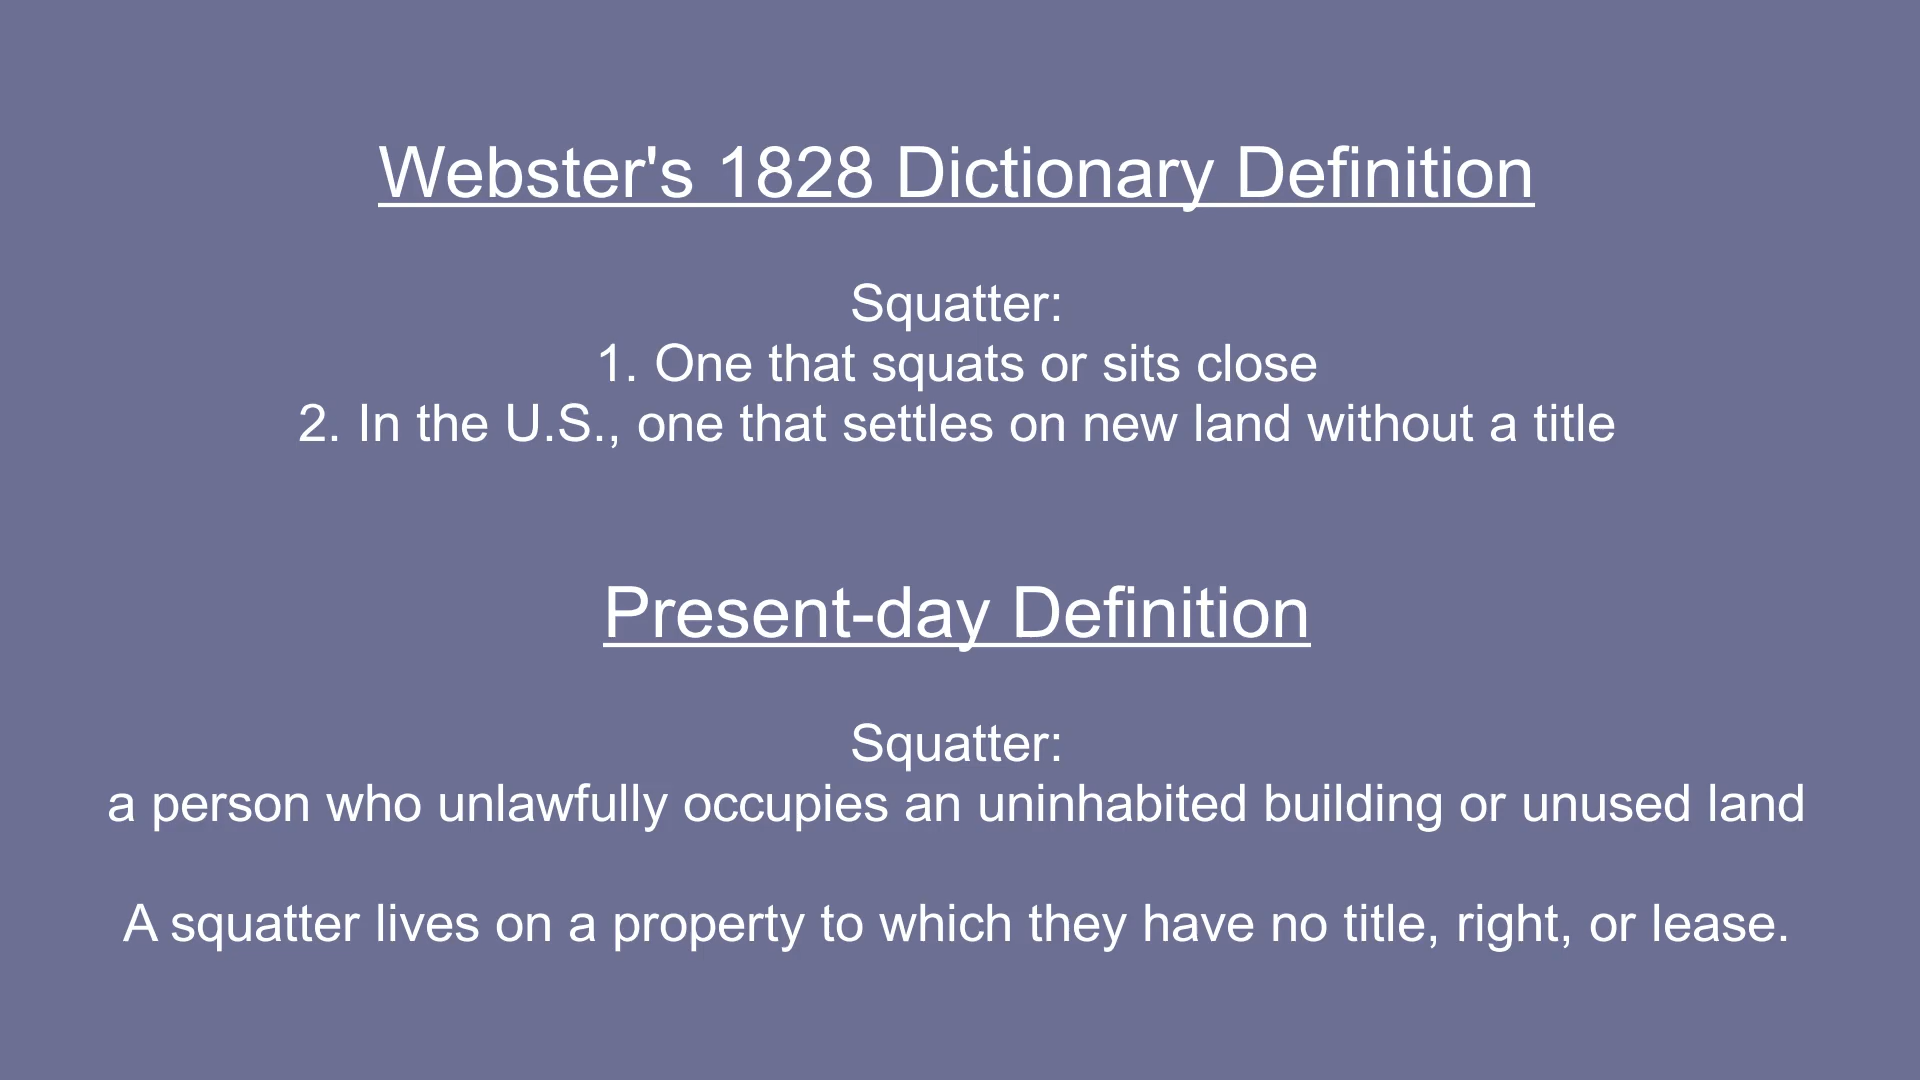 Webster's 1828 Dictionary Definition
Squatter:
1. One that squats or sits close
2. In the U.S., one that settles on new land without a title
Present-day Definition
Squatter:
a person who unlawfully occupies an uninhabited building or unused land
A squatter lives on a property to which they have no title, right, or lease.